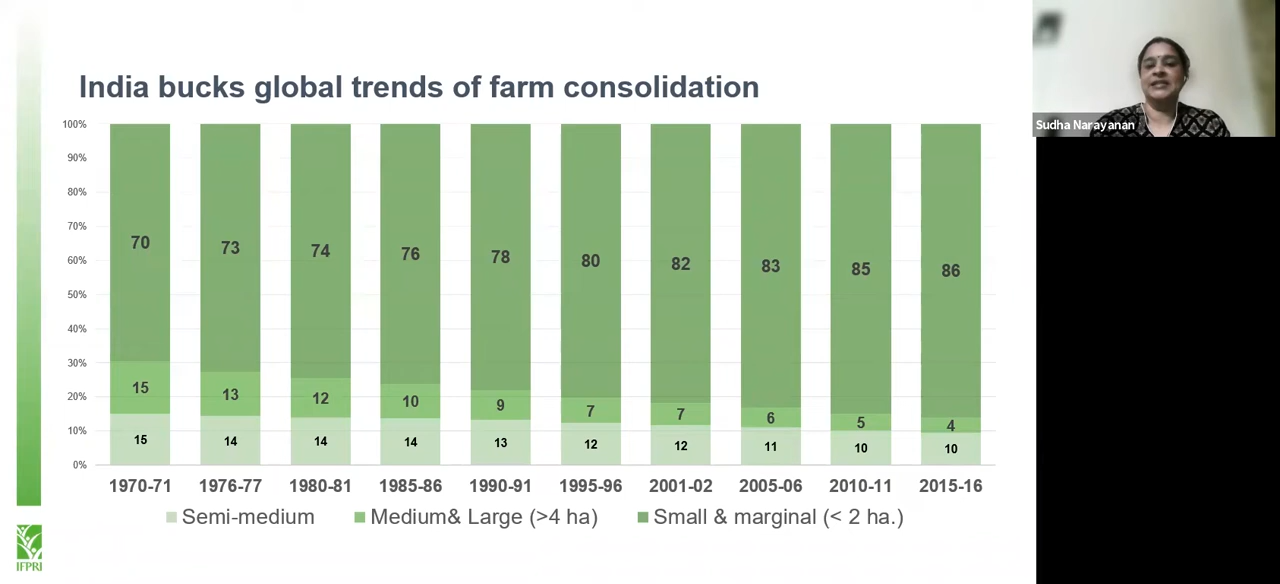 India bucks global trends of farm consolidation
Sudha Narayanan
100%
90%
80%
70%
60%
50%
40%
30%
20%
10%
0%
70 73 74 76 78 80 82 83 85 86
15 13 12 10 9 7 7 6 5 4
15 14 14 14 13 12 12 11 10 10
1970-71 1976-77 1980-81 1985-86 1990-91 1995-96 2001-02 2005-06 2010-11 2015-16
Semi-medium Medium& Large (>4 ha) Small & marginal (< 2 ha.)
IFPRI